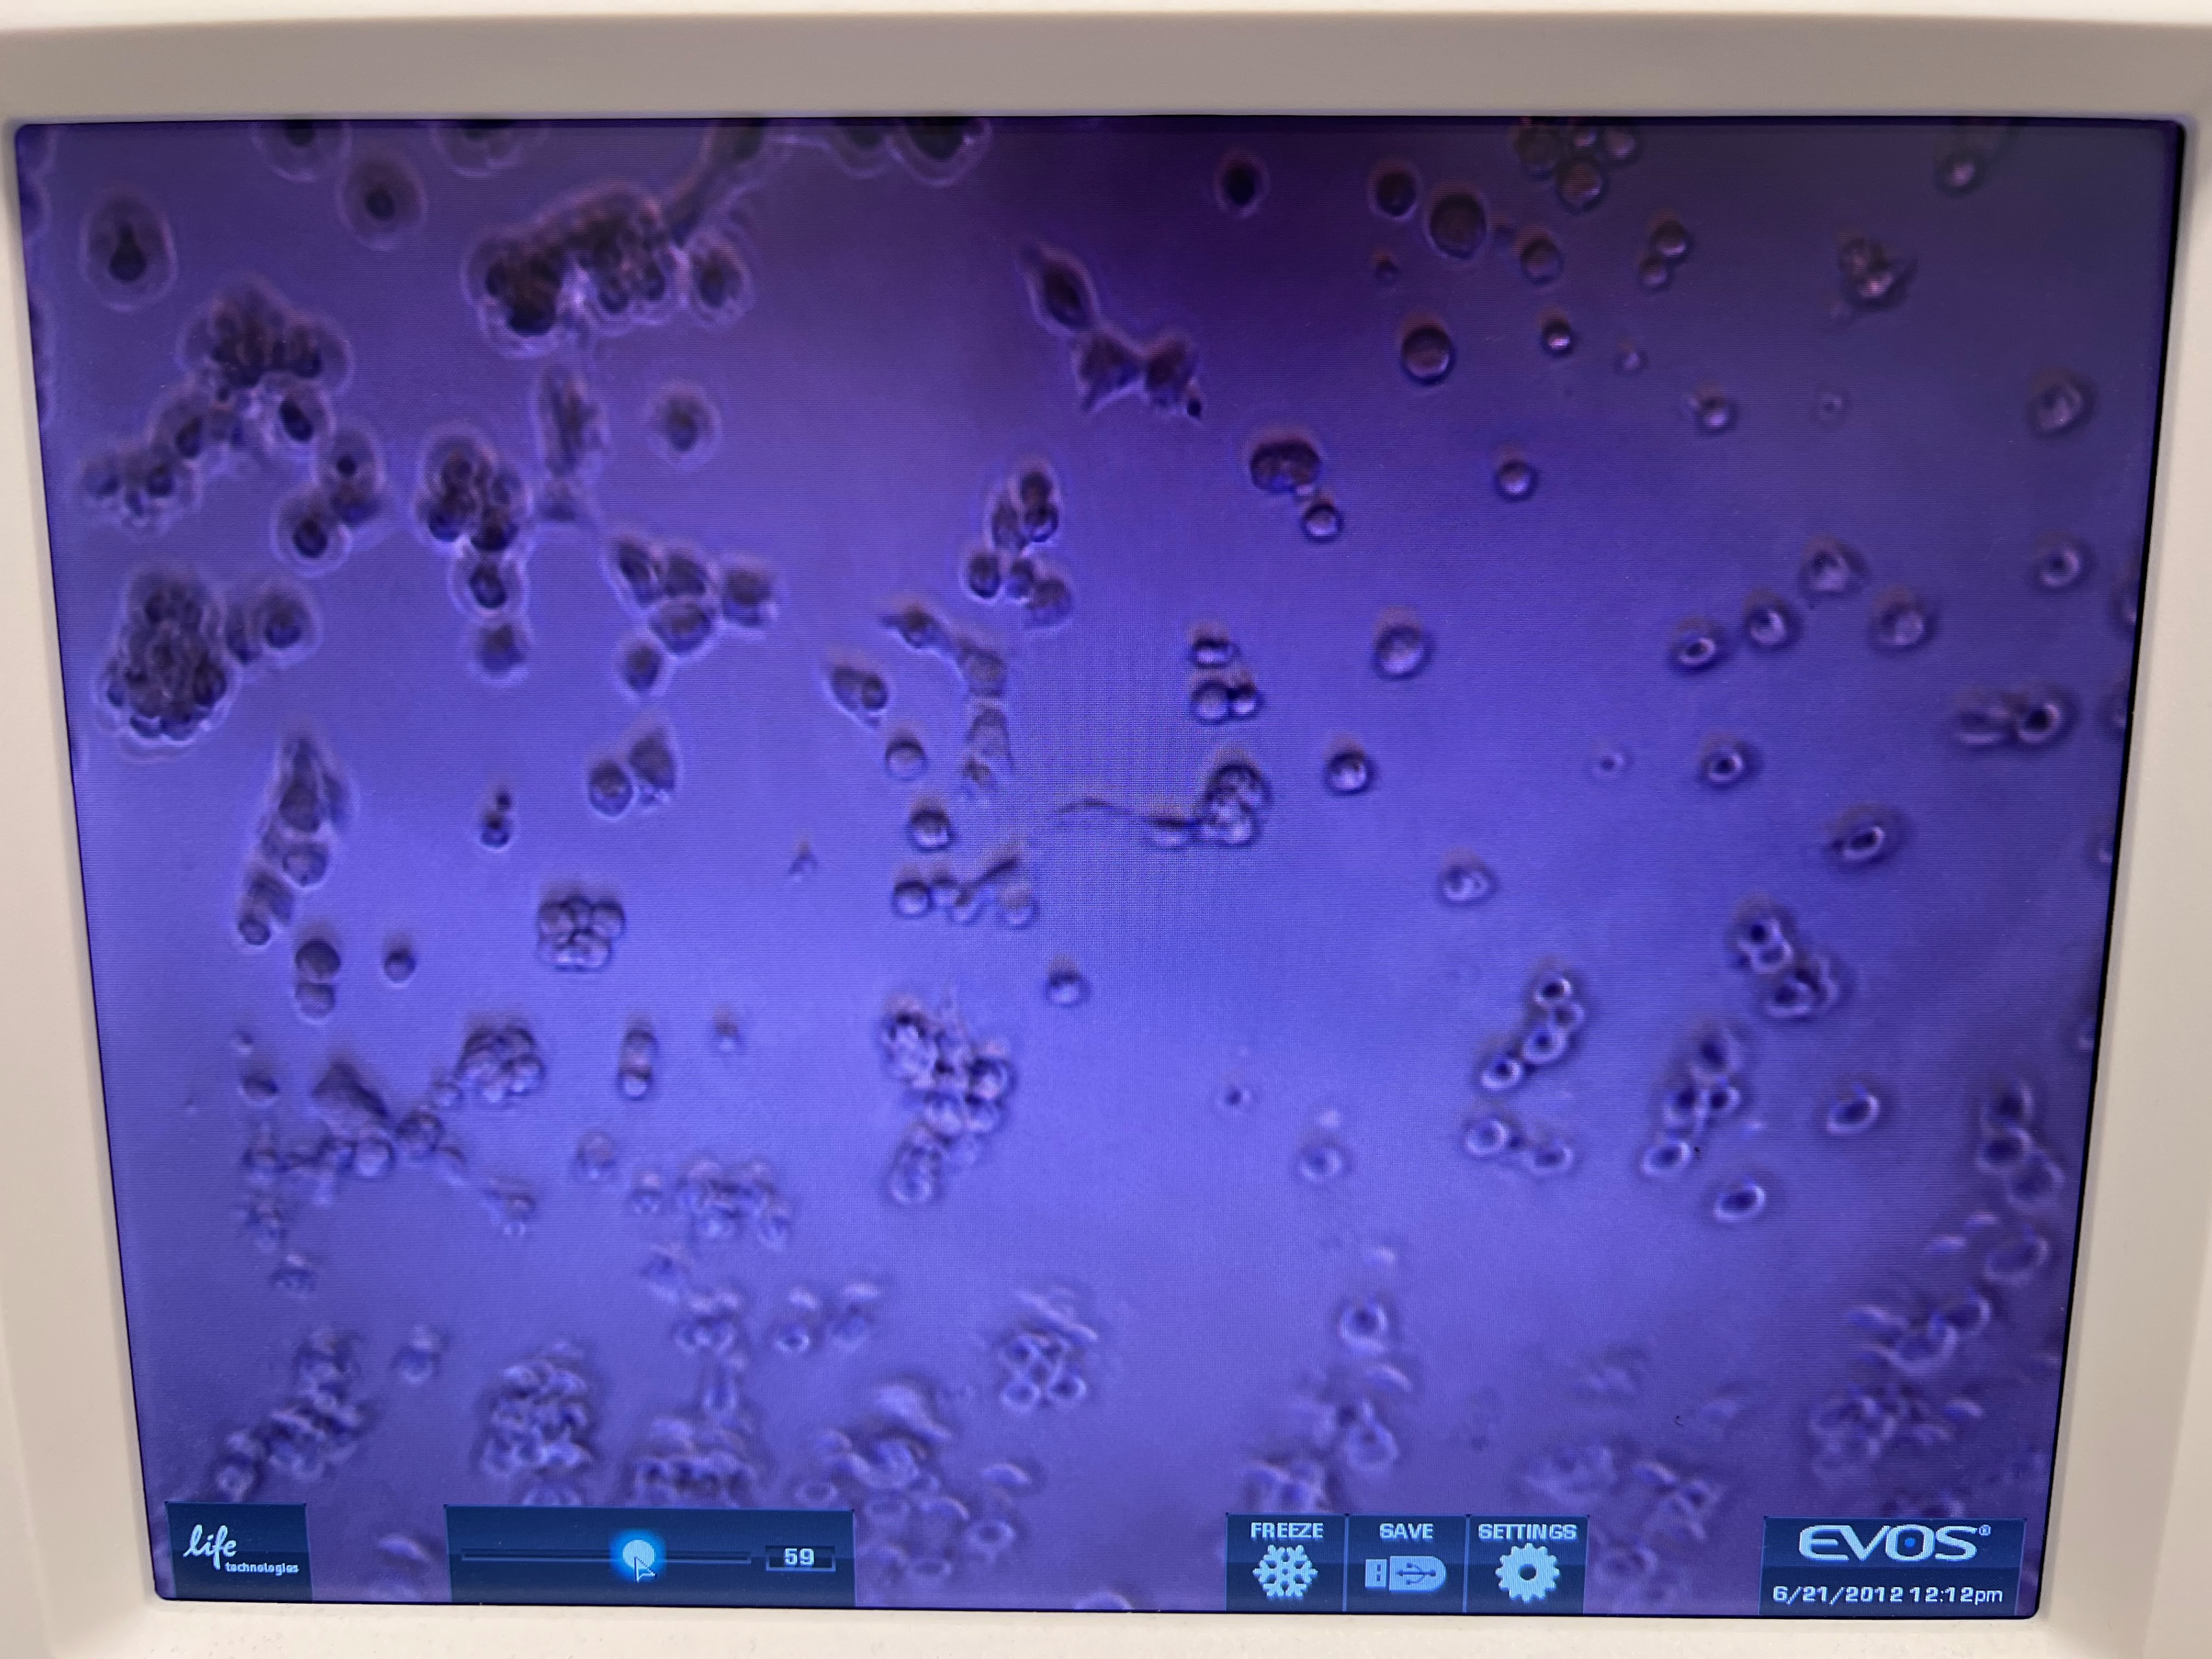 life
technologies
59
FREEZE
SAVE
SETTINGS
EVOS®
6/21/2012 12:12pm